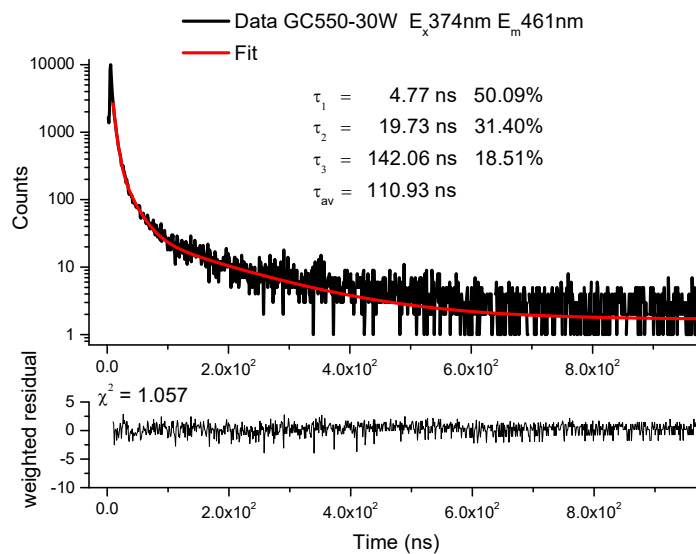 Data GC550-30W Eₓ374nm Eₘ461nm
Fit
τ₁ = 4.77 ns 50.09%
τ₂ = 19.73 ns 31.40%
τ₃ = 142.06 ns 18.51%
τav = 110.93 ns
10000
1000
100
10
1
Counts
0.0 2.0x10² 4.0x10² 6.0x10² 8.0x10²
χ² = 1.057
5
0
-5
-10
weighted residual
0.0 2.0x10² 4.0x10² 6.0x10² 8.0x10²
Time (ns)